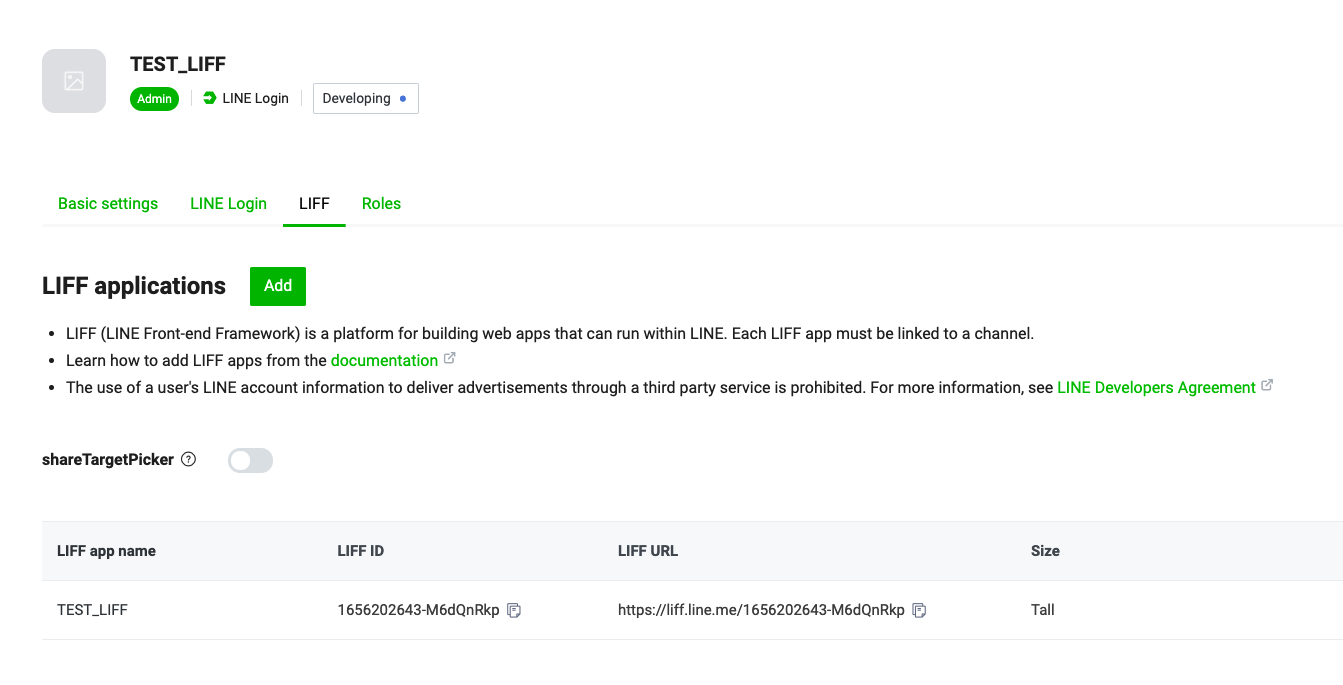 TEST_LIFF
Admin
LINE Login
Developing
Basic settings LINE Login LIFF Roles
LIFF applications Add
• LIFF (LINE Front-end Framework) is a platform for building web apps that can run within LINE. Each LIFF app must be linked to a channel.
• Learn how to add LIFF apps from the documentation
• The use of a user's LINE account information to deliver advertisements through a third party service is prohibited. For more information, see LINE Developers Agreement
shareTargetPicker
LIFF app name LIFF ID LIFF URL Size
TEST_LIFF 1656202643-M6dQnRkp https://liff.line.me/1656202643-M6dQnRkp Tall